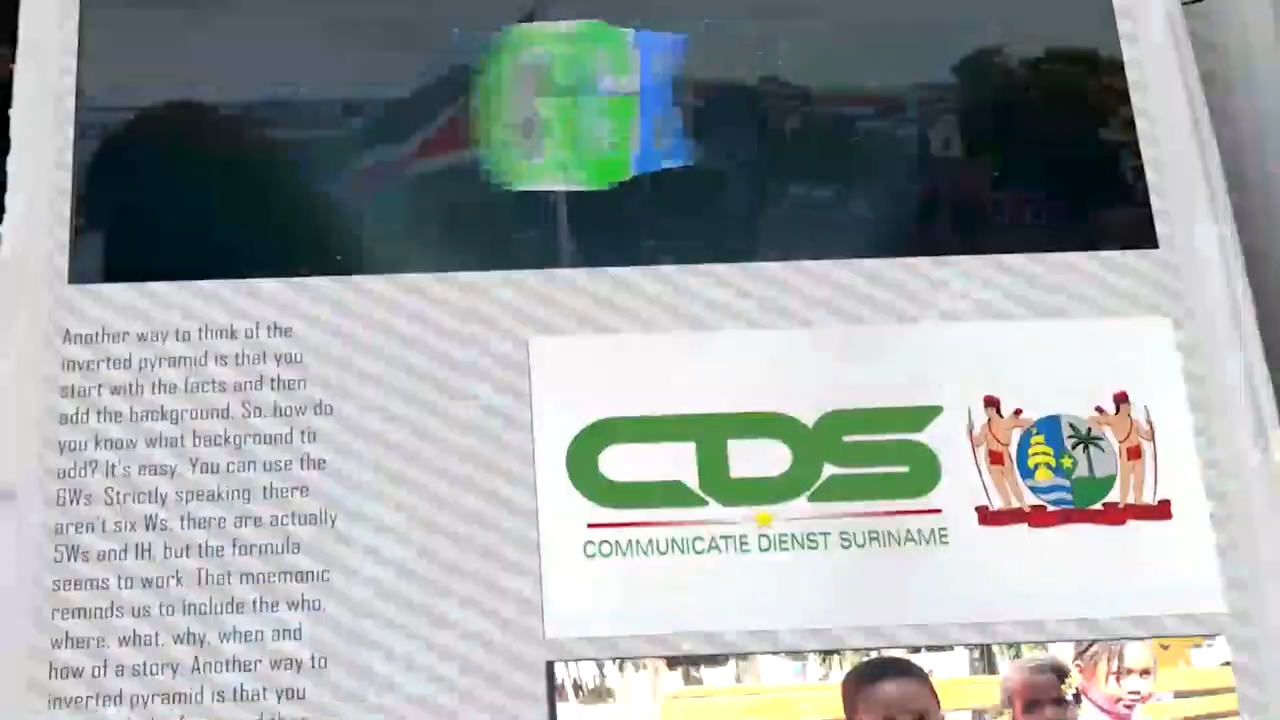 Another way to think of the
inverted pyramid is that you
start with the facts and then
add the background. So, how do
you know what background to
add? It's easy. You can use the
6Ws. Strictly speaking, there
aren't six Ws, there are actually
5Ws and 1H, but the formula
seems to work. That mnemonic
reminds us to include the who,
where, what, why, when and
how of a story. Another way to
inverted pyramid is that you
CDS
COMMUNICATIE DIENST SURINAME